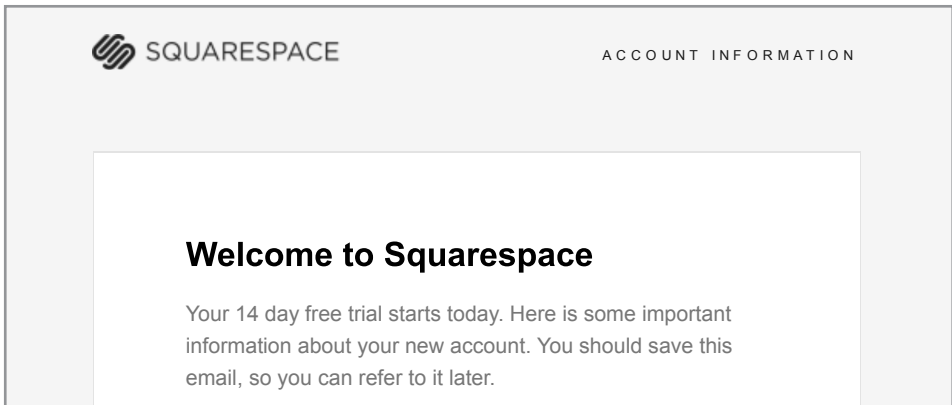 SQUARESPACE
ACCOUNT INFORMATION
Welcome to Squarespace
Your 14 day free trial starts today. Here is some important
information about your new account. You should save this
email, so you can refer to it later.